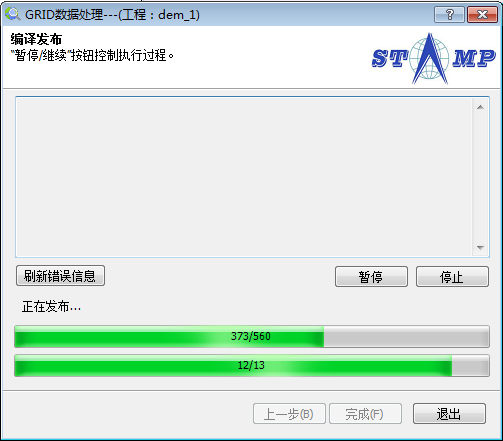 GRID数据处理---(工程：dem_1)
编译发布
"暂停/继续"按钮控制执行过程。
STAMP
刷新错误信息
暂停
停止
正在发布...
373/560
12/13
上一步(B)
完成(F)
退出